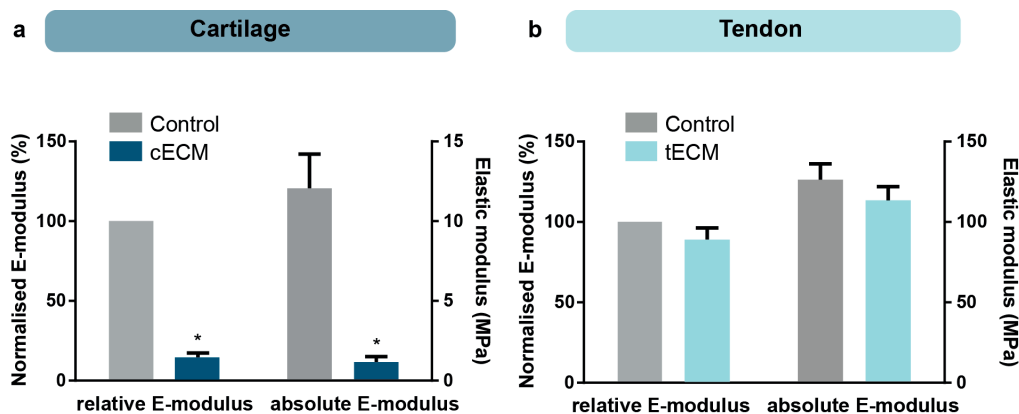 a
Cartilage
Control
cECM
Normalised E-modulus (%)
150
100
50
0
15
10
5
0
Elastic modulus (MPa)
*
*
relative E-modulus
absolute E-modulus
b
Tendon
Control
tECM
Normalised E-modulus (%)
150
100
50
0
150
100
50
0
Elastic modulus (MPa)
relative E-modulus
absolute E-modulus